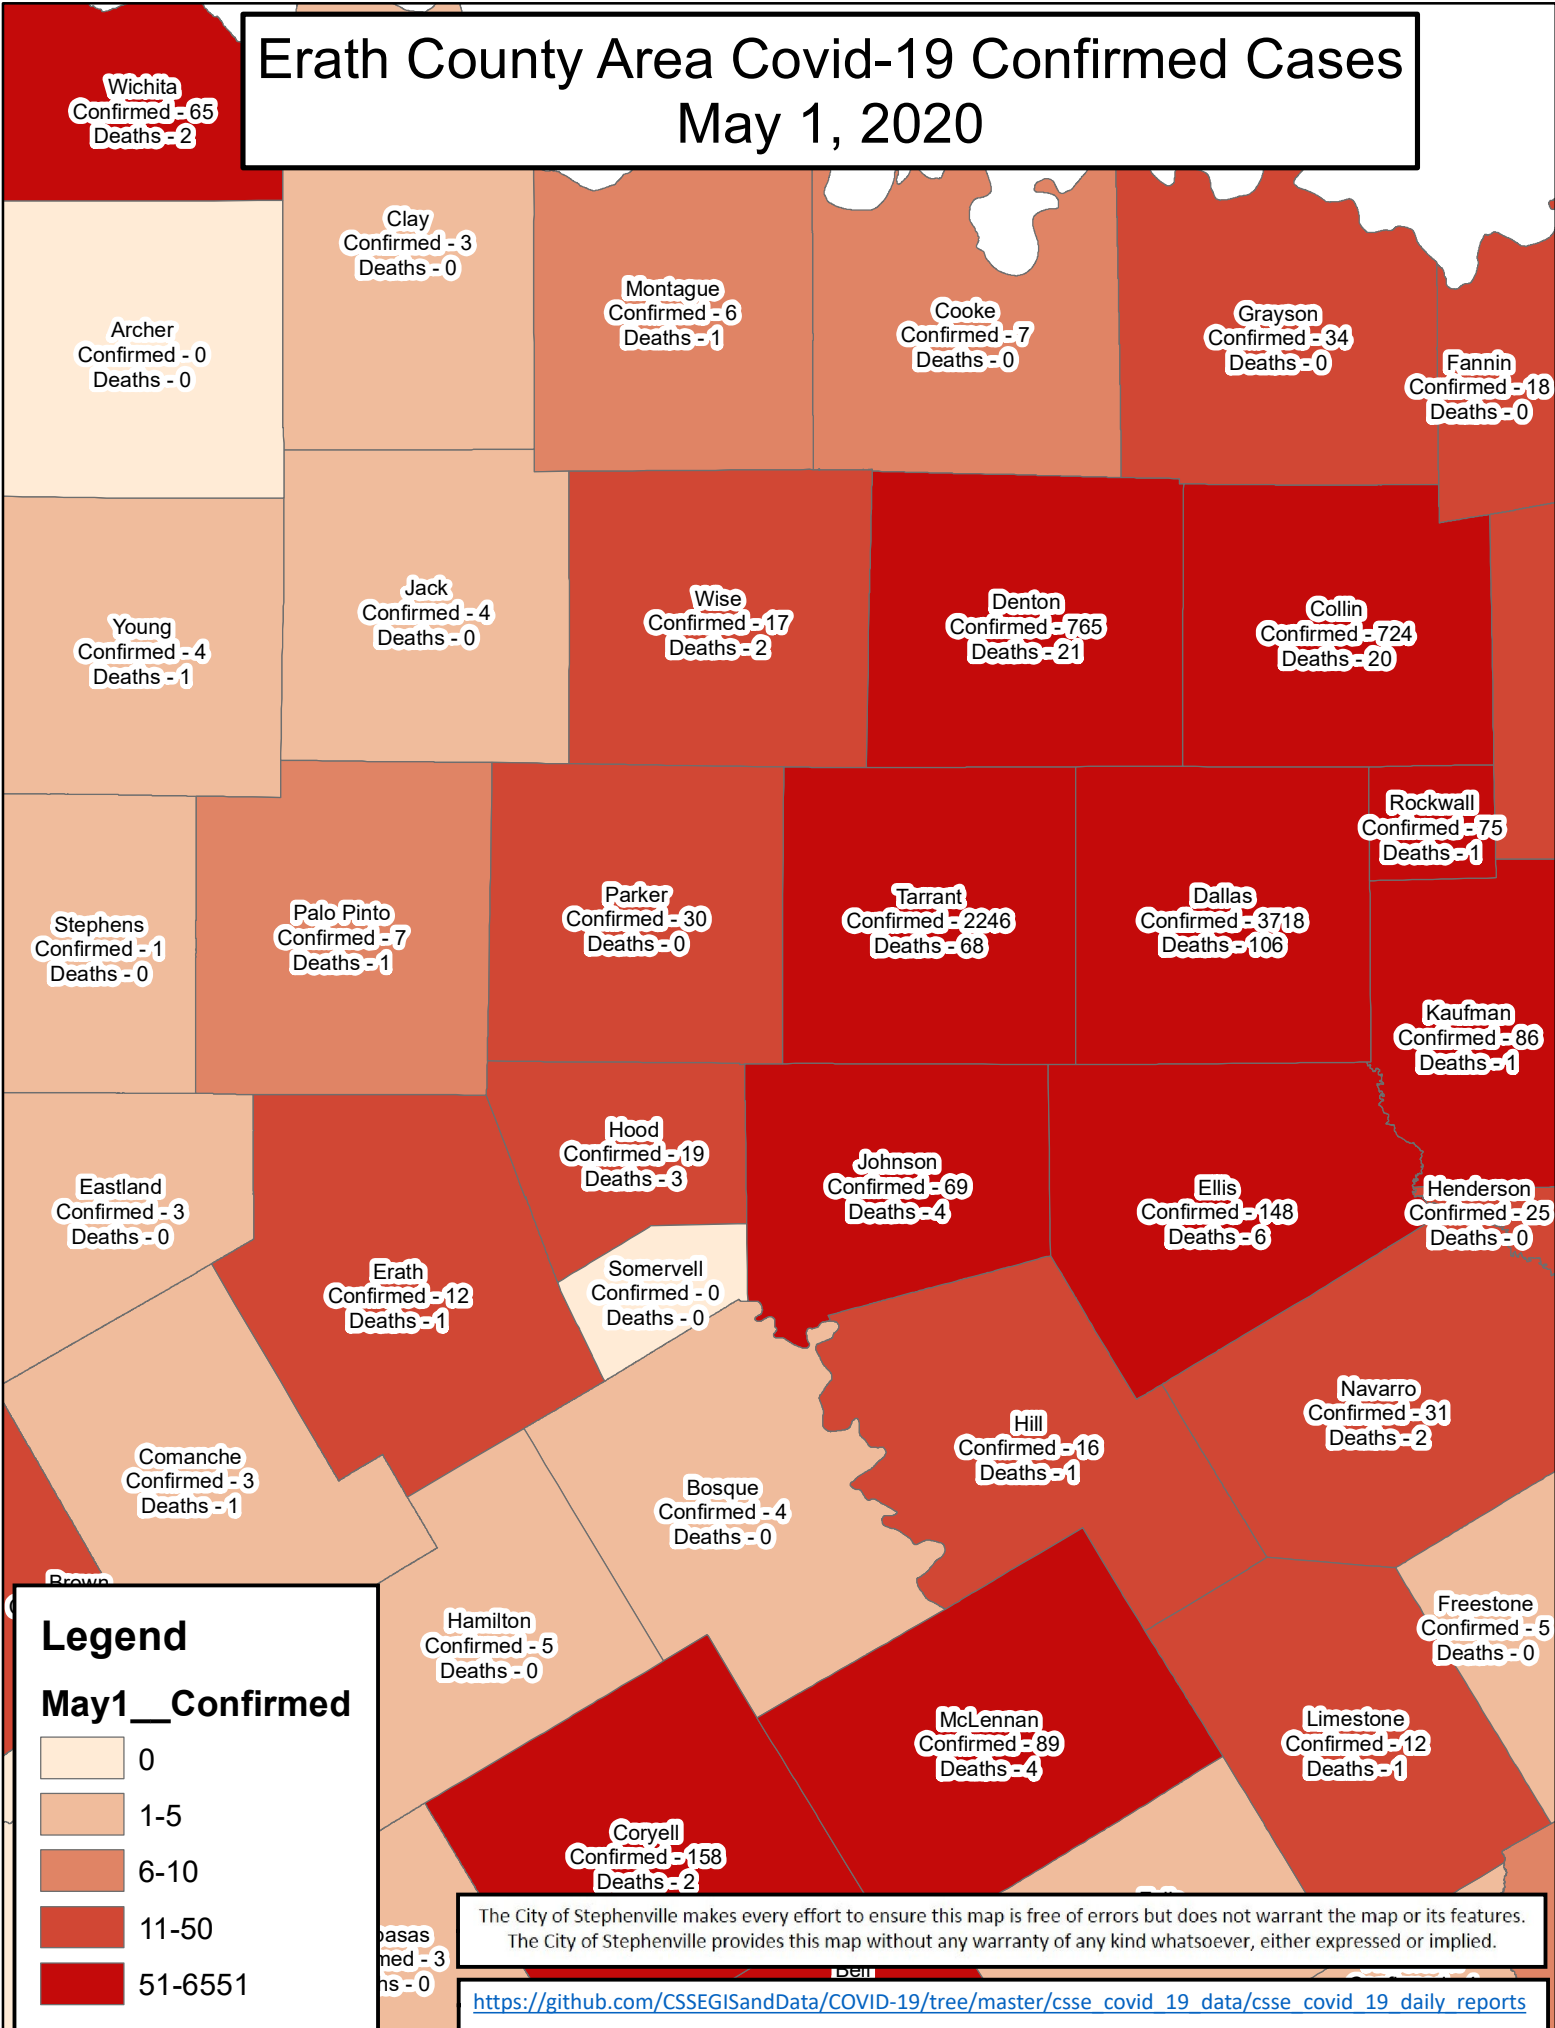 Erath County Area Covid-19 Confirmed Cases
May 1, 2020
Wichita
Confirmed - 65
Deaths - 2
Clay
Confirmed - 3
Deaths - 0
Archer
Confirmed - 0
Deaths - 0
Montague
Confirmed - 6
Deaths - 1
Cooke
Confirmed - 7
Deaths - 0
Grayson
Confirmed - 34
Deaths - 0
Fannin
Confirmed - 18
Deaths - 0
Young
Confirmed - 4
Deaths - 1
Jack
Confirmed - 4
Deaths - 0
Wise
Confirmed - 17
Deaths - 2
Denton
Confirmed - 765
Deaths - 21
Collin
Confirmed - 724
Deaths - 20
Rockwall
Confirmed - 75
Deaths - 1
Stephens
Confirmed - 1
Deaths - 0
Palo Pinto
Confirmed - 7
Deaths - 1
Parker
Confirmed - 30
Deaths - 0
Tarrant
Confirmed - 2246
Deaths - 68
Dallas
Confirmed - 3718
Deaths - 106
Kaufman
Confirmed - 86
Deaths - 1
Eastland
Confirmed - 3
Deaths - 0
Erath
Confirmed - 12
Deaths - 1
Hood
Confirmed - 19
Deaths - 3
Somervell
Confirmed - 0
Deaths - 0
Johnson
Confirmed - 69
Deaths - 4
Ellis
Confirmed - 148
Deaths - 6
Henderson
Confirmed - 25
Deaths - 0
Comanche
Confirmed - 3
Deaths - 1
Bosque
Confirmed - 4
Deaths - 0
Hill
Confirmed - 16
Deaths - 1
Navarro
Confirmed - 31
Deaths - 2
Brown
Hamilton
Confirmed - 5
Deaths - 0
Freestone
Confirmed - 5
Deaths - 0
McLennan
Confirmed - 89
Deaths - 4
Limestone
Confirmed - 12
Deaths - 1
Coryell
Confirmed - 158
Deaths - 2
pasas
med - 3
ns - 0
Bell
Legend
May1__Confirmed
0
1-5
6-10
11-50
51-6551
The City of Stephenville makes every effort to ensure this map is free of errors but does not warrant the map or its features.
The City of Stephenville provides this map without any warranty of any kind whatsoever, either expressed or implied.
https://github.com/CSSEGISandData/COVID-19/tree/master/csse_covid_19_data/csse_covid_19_daily_reports